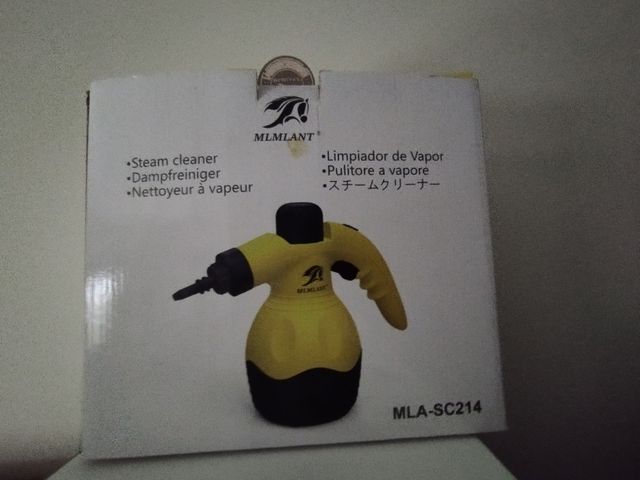 MLMLANT®
•Steam cleaner
•Dampfreiniger
•Nettoyeur à vapeur
•Limpiador de Vapor
•Pulitore a vapore
•スチームクリーナー
MLMLANT
MLA-SC214